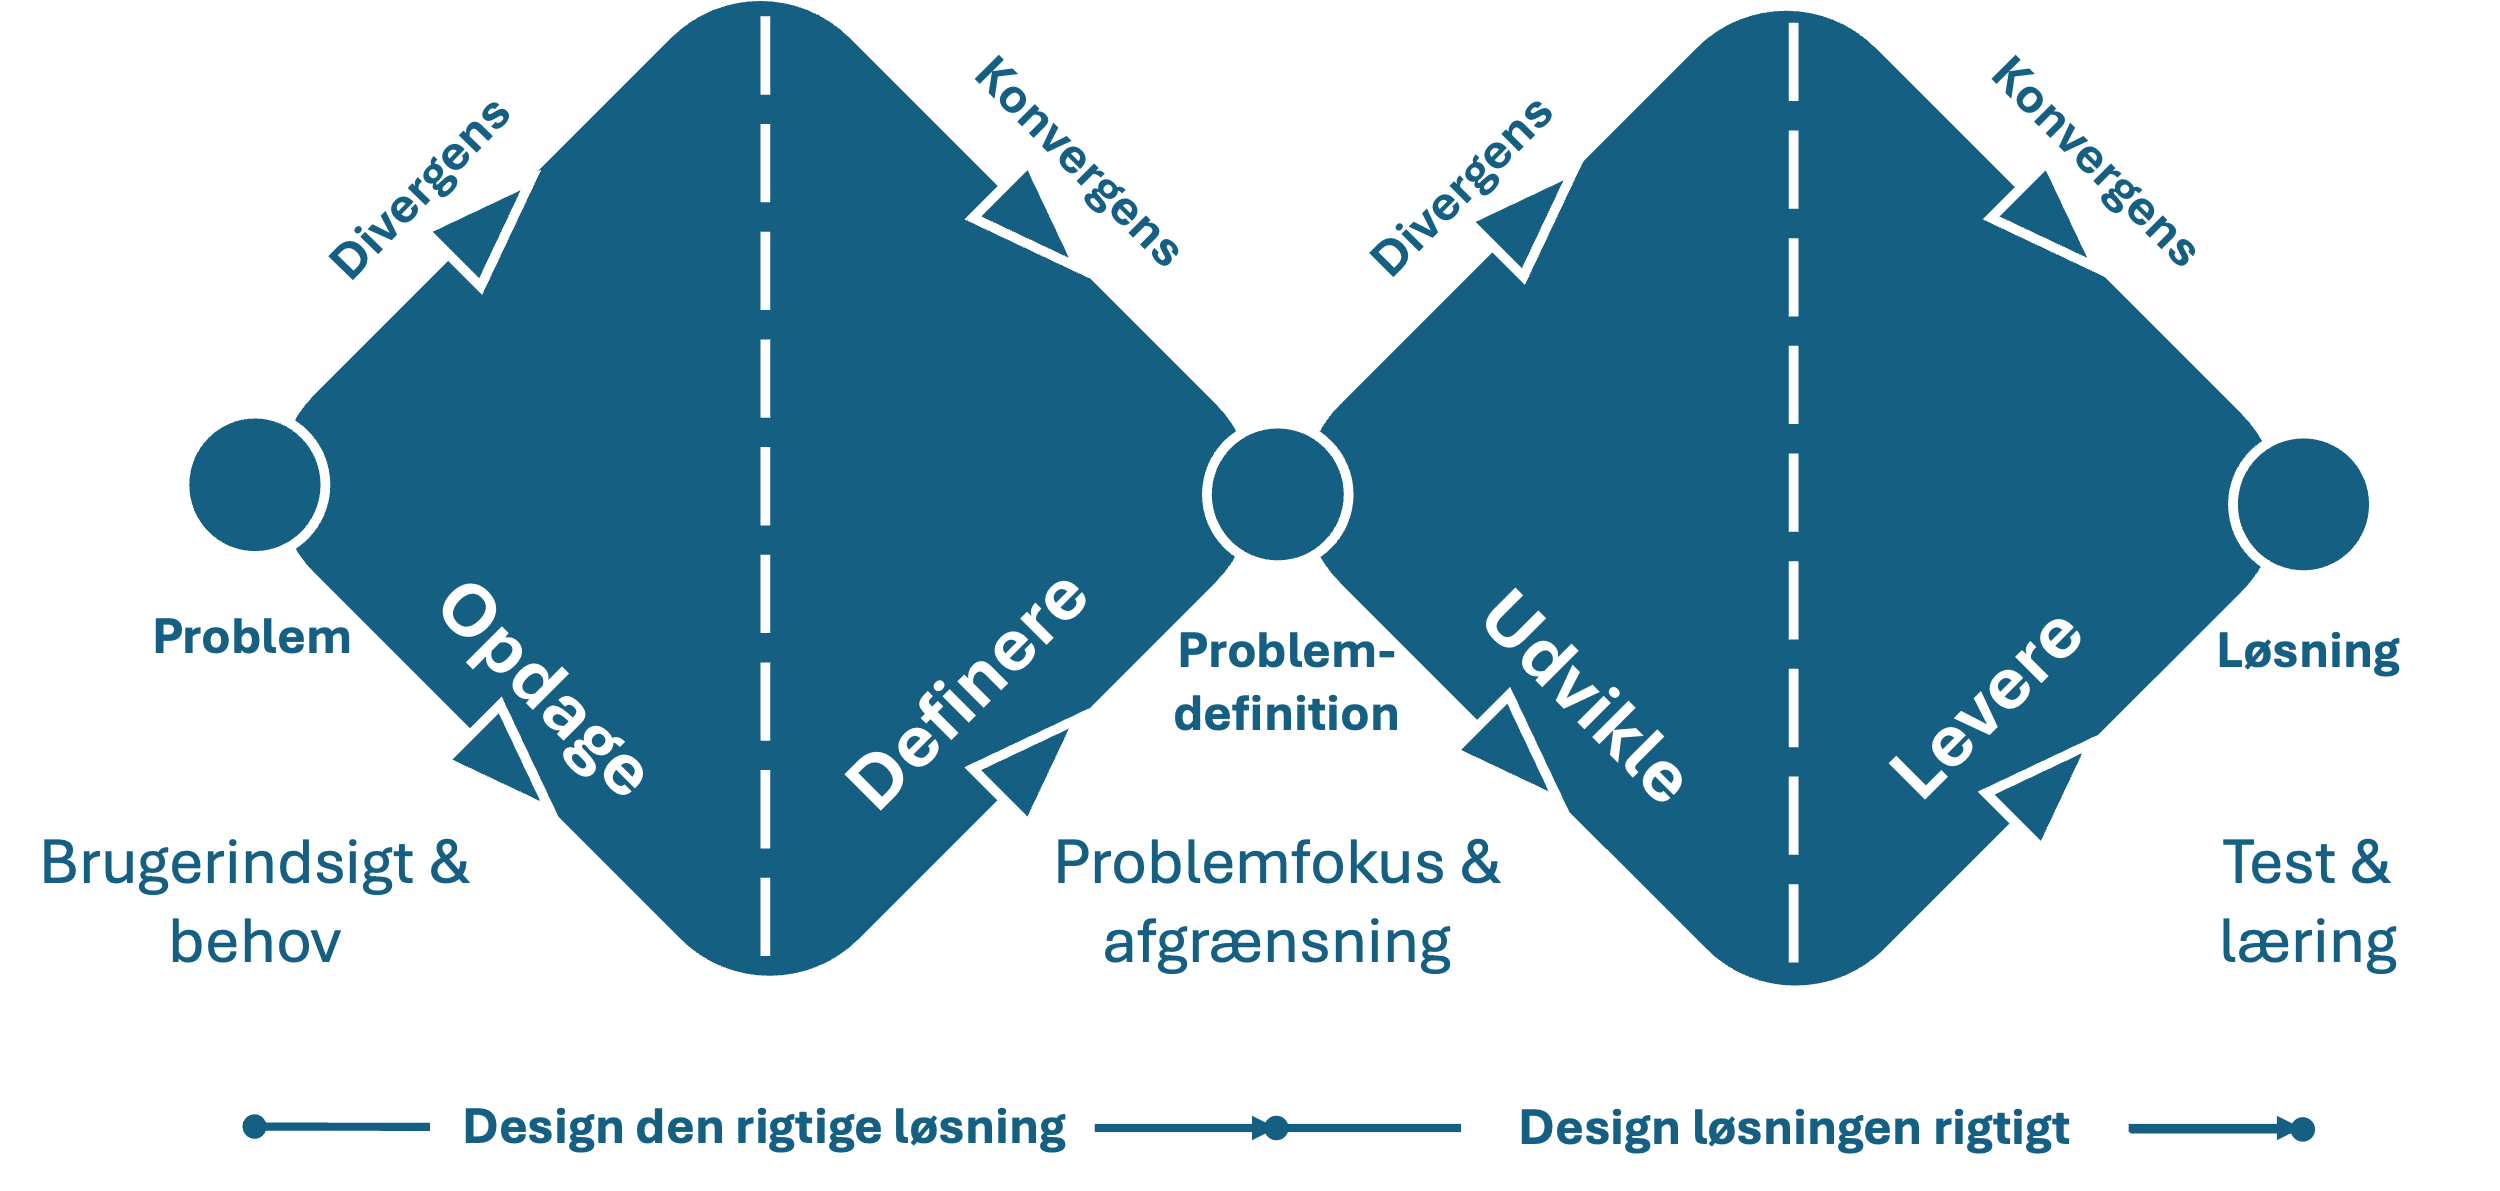 Divergens
Konvergens
Divergens
Konvergens
Opdage
Definere
Udvikle
Levere
Problem
Problem-
definition
Løsning
Brugerindsigt &
behov
Problemfokus &
afgrænsning
Test &
læring
Design den rigtige løsning
Design løsningen rigtigt